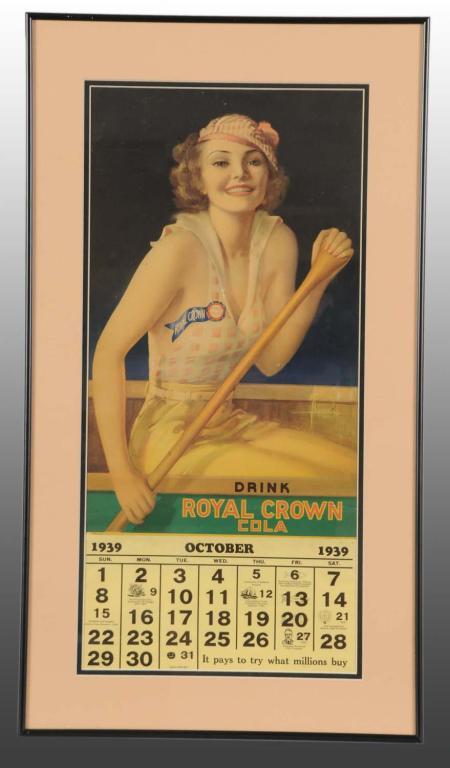 ROYAL CROWN
DRINK
ROYAL CROWN
COLA
1939 OCTOBER 1939
SUN. MON. TUE. WED. THU. FRI. SAT.
1 2 3 4 5 6 7
8 9 10 11 12 13 14
15 16 17 18 19 20 21
22 23 24 25 26 27 28
29 30 31 It pays to try what millions buy